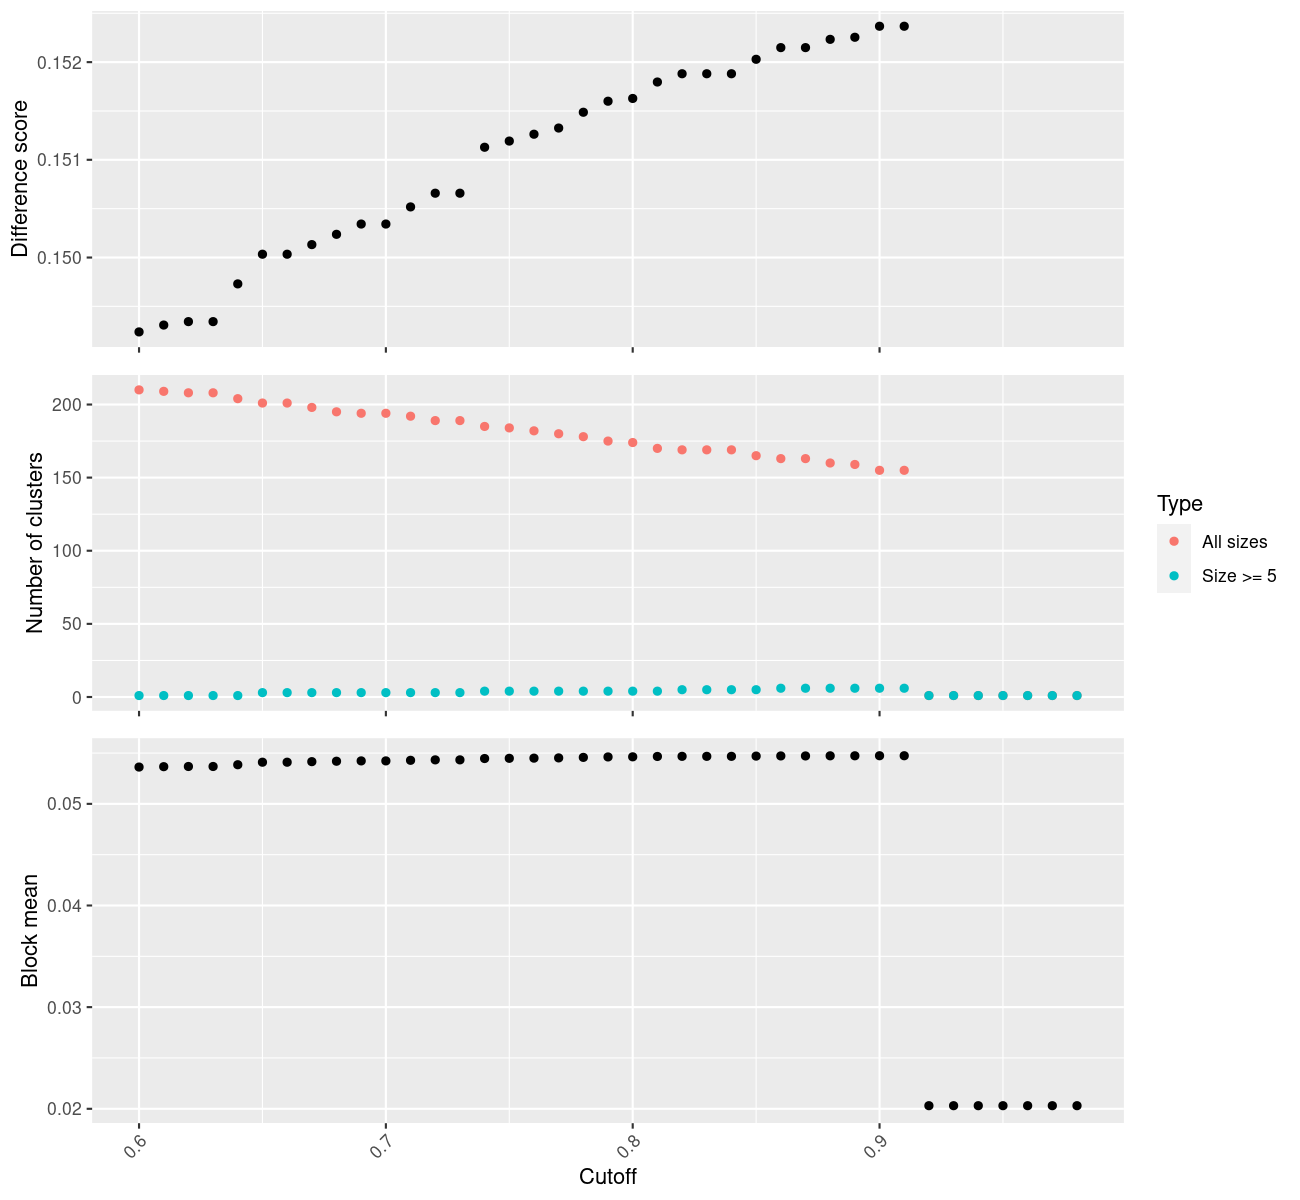 Difference score
0.152
0.151
0.150
Number of clusters
200
150
100
50
0
Type
All sizes
Size >= 5
Block mean
0.05
0.04
0.03
0.02
0.6
0.7
0.8
0.9
Cutoff